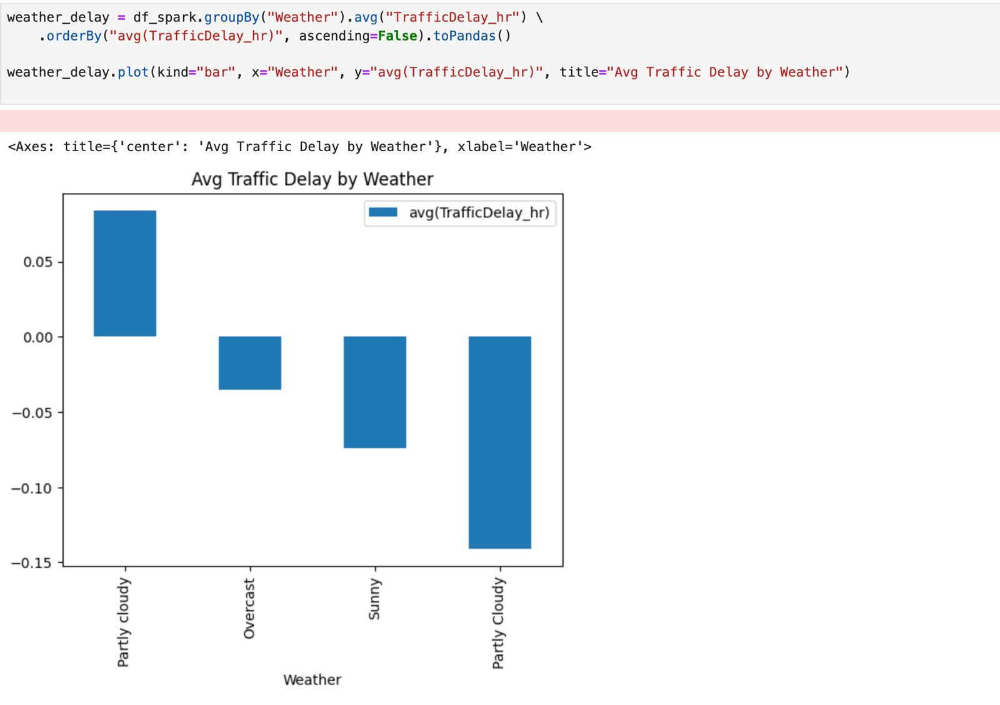 weather_delay = df_spark.groupBy("Weather").avg("TrafficDelay_hr") \
    .orderBy("avg(TrafficDelay_hr)", ascending=False).toPandas()
weather_delay.plot(kind="bar", x="Weather", y="avg(TrafficDelay_hr)", title="Avg Traffic Delay by Weather")
<Axes: title={'center': 'Avg Traffic Delay by Weather'}, xlabel='Weather'>
Avg Traffic Delay by Weather
avg(TrafficDelay_hr)
0.05
0.00
−0.05
−0.10
−0.15
Partly cloudy
Overcast
Sunny
Partly Cloudy
Weather